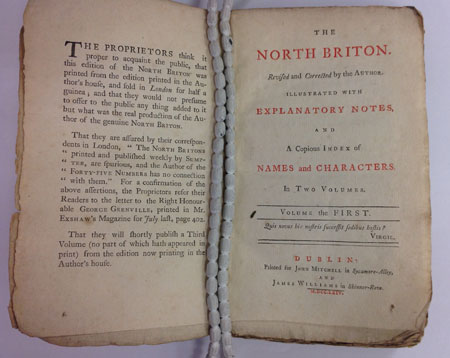 THE PROPRIETORS think it
proper to acquaint the public, that
this edition of the NORTH BRITON was
printed from the edition printed in the Au-
thor's house, and sold in London for half a
guinea; and that they would not presume
to offer to the public any thing added to it
but what was the real production of the Au-
thor of the genuine NORTH BRITON.
That they are assured by their correspon-
dents in London, "The NORTH BRITONS
" printed and published weekly by SUMP-
" TER, are spurious, and the Author of the
" FORTY-FIVE NUMBERS has no connection
" with them." For a confirmation of the
above assertions, the Proprietors refer their
Readers to the letter to the Right Honour-
able GEORGE GRENVILLE, printed in Mr.
EXSHAW'S Magazine for July last, page 402.
That they will shortly publish a Third
Volume (no part of which hath appeared in
print) from the edition now printing in the
Author's house.
THE
NORTH BRITON.
Revised and Corrected by the AUTHOR.
ILLUSTRATED WITH
EXPLANATORY NOTES,
AND
A Copious INDEX of
NAMES and CHARACTERS.
In TWO VOLUMES.
VOLUME the FIRST.
Quis novus hic nostris successit sedibus hospes?
VIRGIL.
DUBLIN:
Printed for JOHN MITCHELL in Sycamore-Alley,
AND
JAMES WILLIAMS in Skinner-Row.